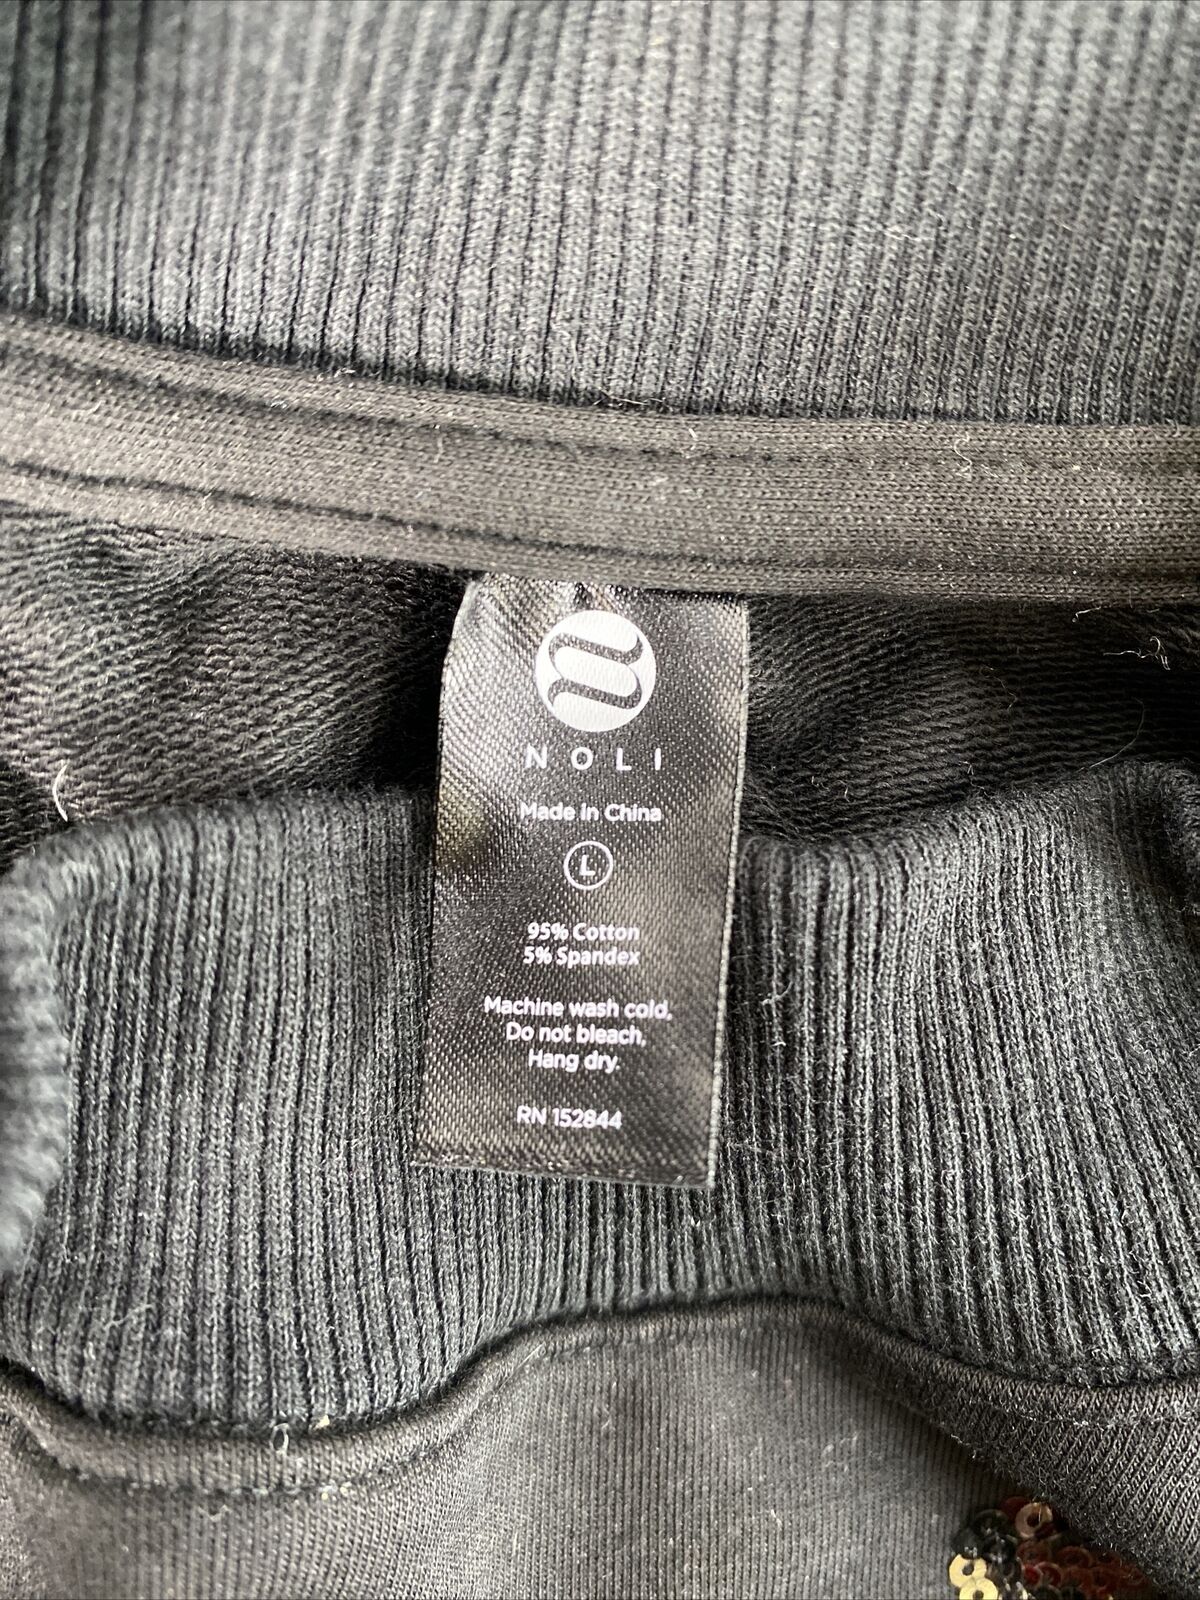 NOLI
Made in China
L
95% Cotton
5% Spandex
Machine wash cold,
Do not bleach,
Hang dry.
RN 152844